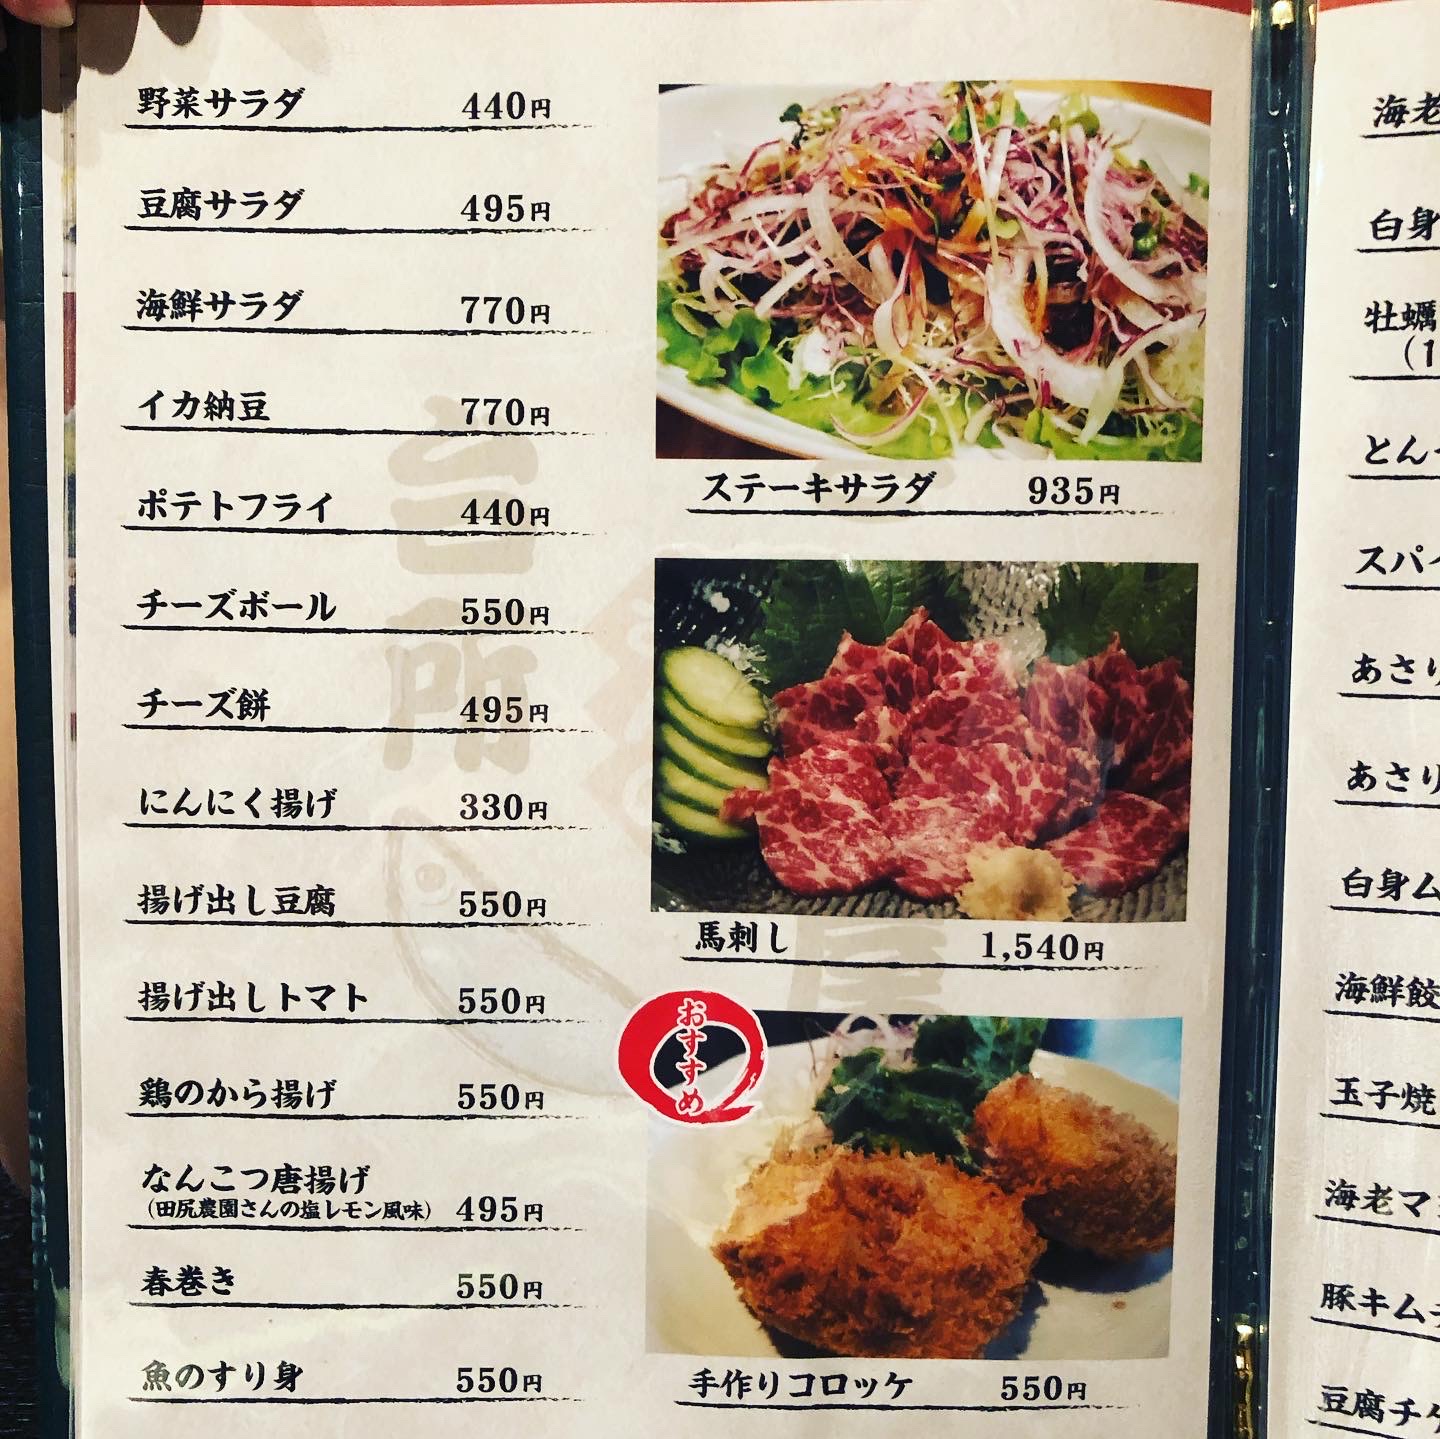 野菜サラダ 440円
豆腐サラダ 495円
海鮮サラダ 770円
イカ納豆 770円
ポテトフライ 440円
チーズボール 550円
チーズ餅 495円
にんにく揚げ 330円
揚げ出し豆腐 550円
揚げ出しトマト 550円
鶏のから揚げ 550円
なんこつ唐揚げ
(田尻農園さんの塩レモン風味) 495円
春巻き 550円
魚のすり身 550円
ステーキサラダ 935円
馬刺し 1,540円
おすすめ
手作りコロッケ 550円
台所
海老
白身
牡蠣
(1
とん
スパイ
あさり
あさり
白身ム
海鮮餃
玉子焼
海老マ
豚キムチ
豆腐チゲ